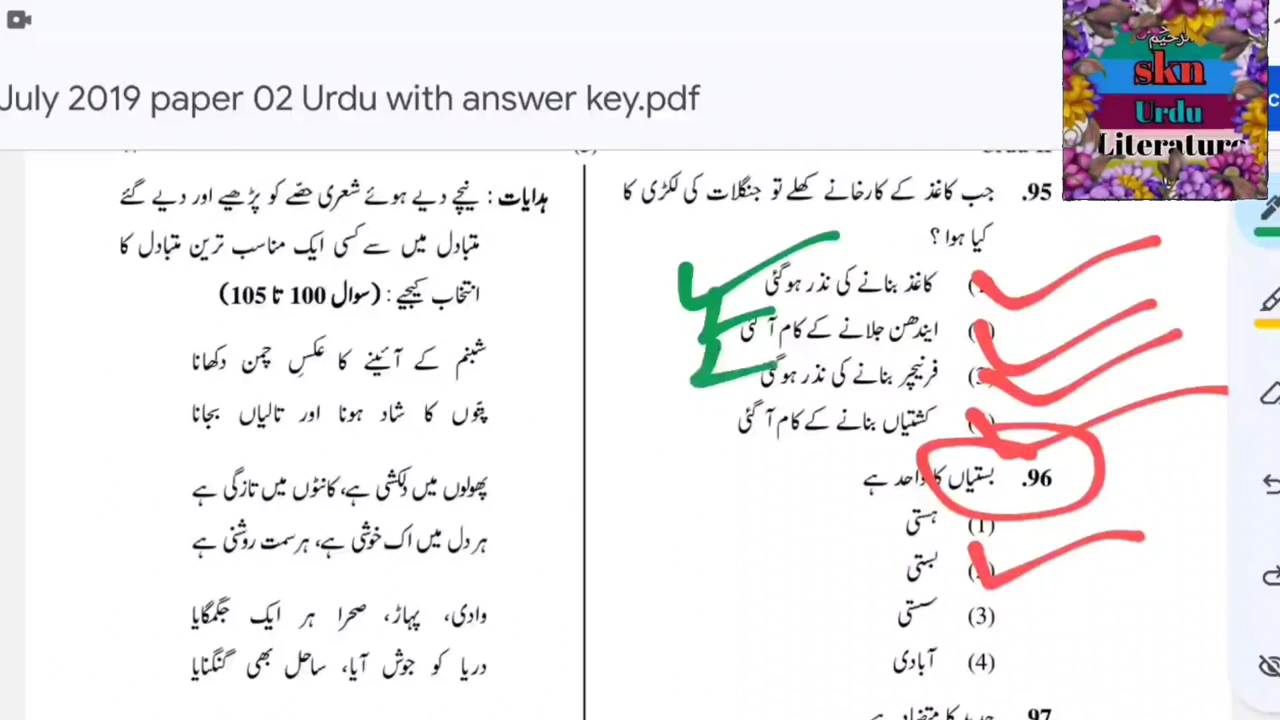 July 2019 paper 02 Urdu with answer key.pdf
skn
Urdu
Literature
95. جب کاغذ کے کارخانے کھلے تو جنگلات کی لکڑی کا
کیا ہوا ؟
کاغذ بنانے کی نذر ہوگئی
ایندھن جلانے کے کام آ گئی
(3) فرنیچر بنانے کی نذر ہوگئی
کشتیاں بنانے کے کام آ گئی
96. بستیاں کا واحد ہے
(1) ہستی
بستی
(3) سستی
(4) آبادی
97.
ہدایات : نیچے دیے ہوئے شعری حصّے کو پڑھیے اور دیے گئے
متبادل میں سے کسی ایک مناسب ترین متبادل کا
انتخاب کیجیے : (سوال 100 تا 105)
شبنم کے آئینے کا عکسِ چمن دکھانا
پتّوں کا شاد ہونا اور تالیاں بجانا
پھولوں میں دلکشی ہے، کانٹوں میں تازگی ہے
ہر دل میں اک خوشی ہے، ہر سمت روشنی ہے
وادی، پہاڑ، صحرا ہر ایک جگمگایا
دریا کو جوش آیا، ساحل بھی گنگنایا